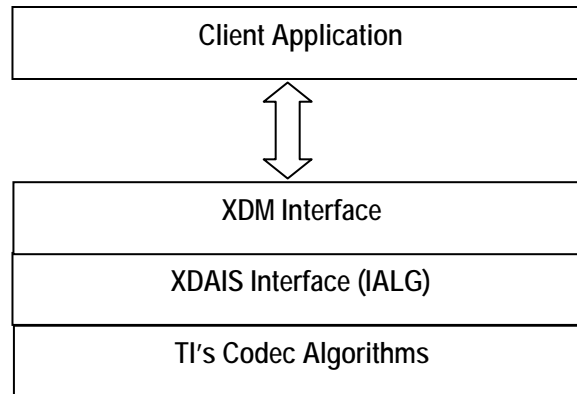 Client Application
XDM Interface
XDAIS Interface (IALG)
TI's Codec Algorithms